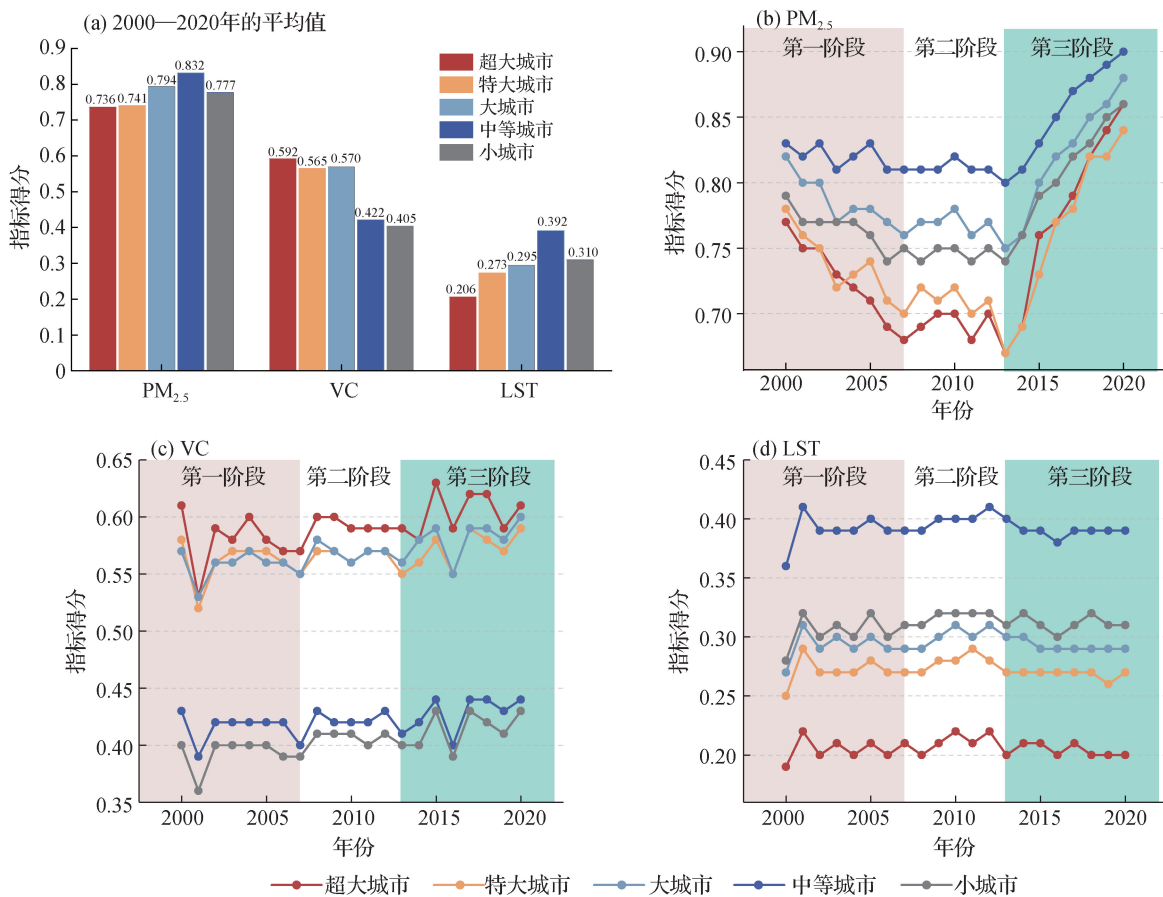 (a) 2000—2020年的平均值
指标得分
0.9
0.8
0.7
0.6
0.5
0.4
0.3
0.2
0.1
0
0.736
0.741
0.794
0.832
0.777
0.592
0.565
0.570
0.422
0.405
0.206
0.273
0.295
0.392
0.310
超大城市
特大城市
大城市
中等城市
小城市
PM2.5
VC
LST
(b) PM2.5
第一阶段
第二阶段
第三阶段
指标得分
0.90
0.85
0.80
0.75
0.70
2000
2005
2010
2015
2020
年份
(c) VC
第一阶段
第二阶段
第三阶段
指标得分
0.65
0.60
0.55
0.50
0.45
0.40
0.35
2000
2005
2010
2015
2020
年份
(d) LST
第一阶段
第二阶段
第三阶段
指标得分
0.45
0.40
0.35
0.30
0.25
0.20
2000
2005
2010
2015
2020
年份
超大城市
特大城市
大城市
中等城市
小城市